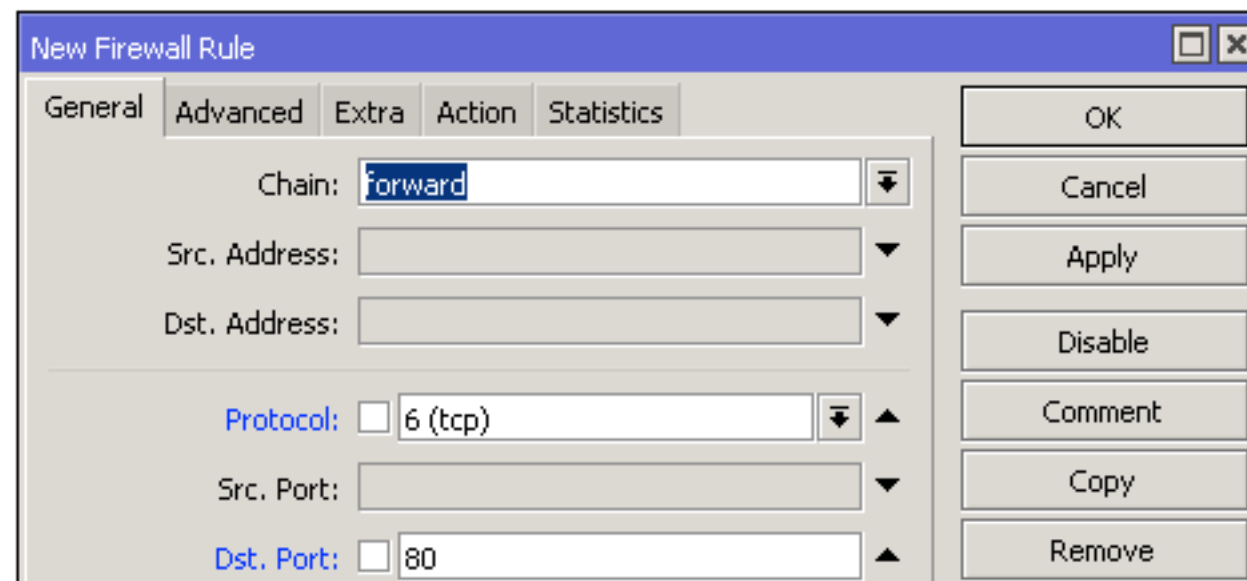 New Firewall Rule
General Advanced Extra Action Statistics
Chain: forward
Src. Address:
Dst. Address:
Protocol: 6 (tcp)
Src. Port:
Dst. Port: 80
OK
Cancel
Apply
Disable
Comment
Copy
Remove